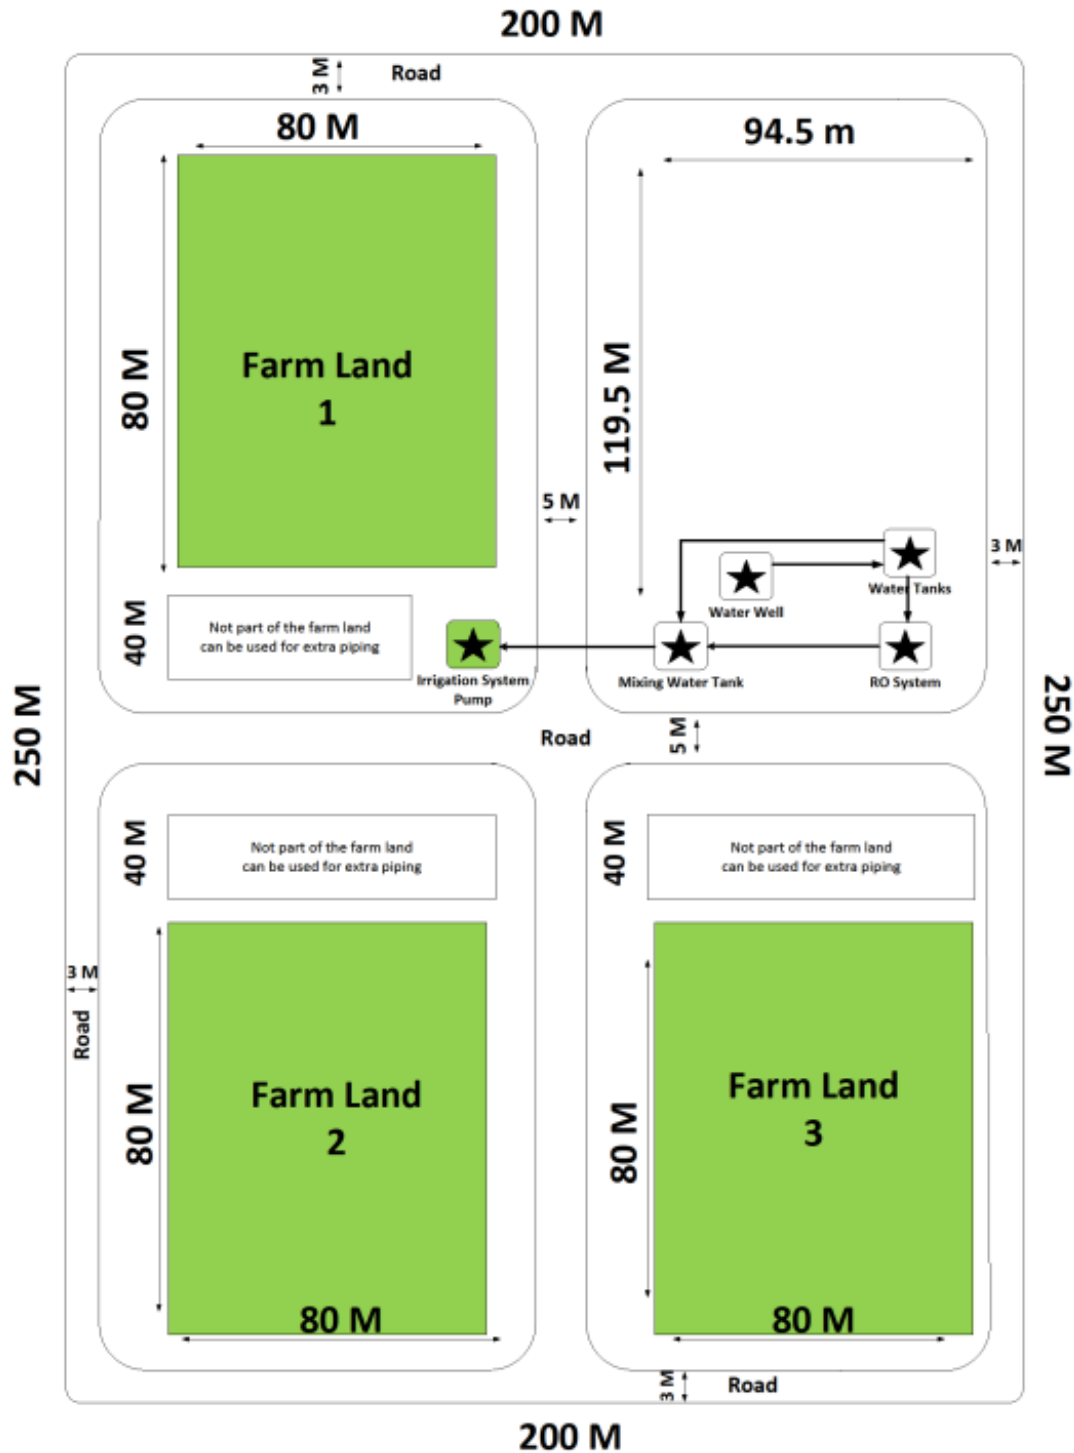 200 M
3 M
Road
80 M
94.5 m
80 M
Farm Land
1
119.5 M
5 M
3 M
Water Tanks
Water Well
40 M
Not part of the farm land
can be used for extra piping
Irrigation System
Pump
Mixing Water Tank
RO System
250 M
250 M
Road
5 M
40 M
Not part of the farm land
can be used for extra piping
40 M
Not part of the farm land
can be used for extra piping
3 M
Road
80 M
Farm Land
2
80 M
80 M
Farm Land
3
80 M
3 M
Road
200 M